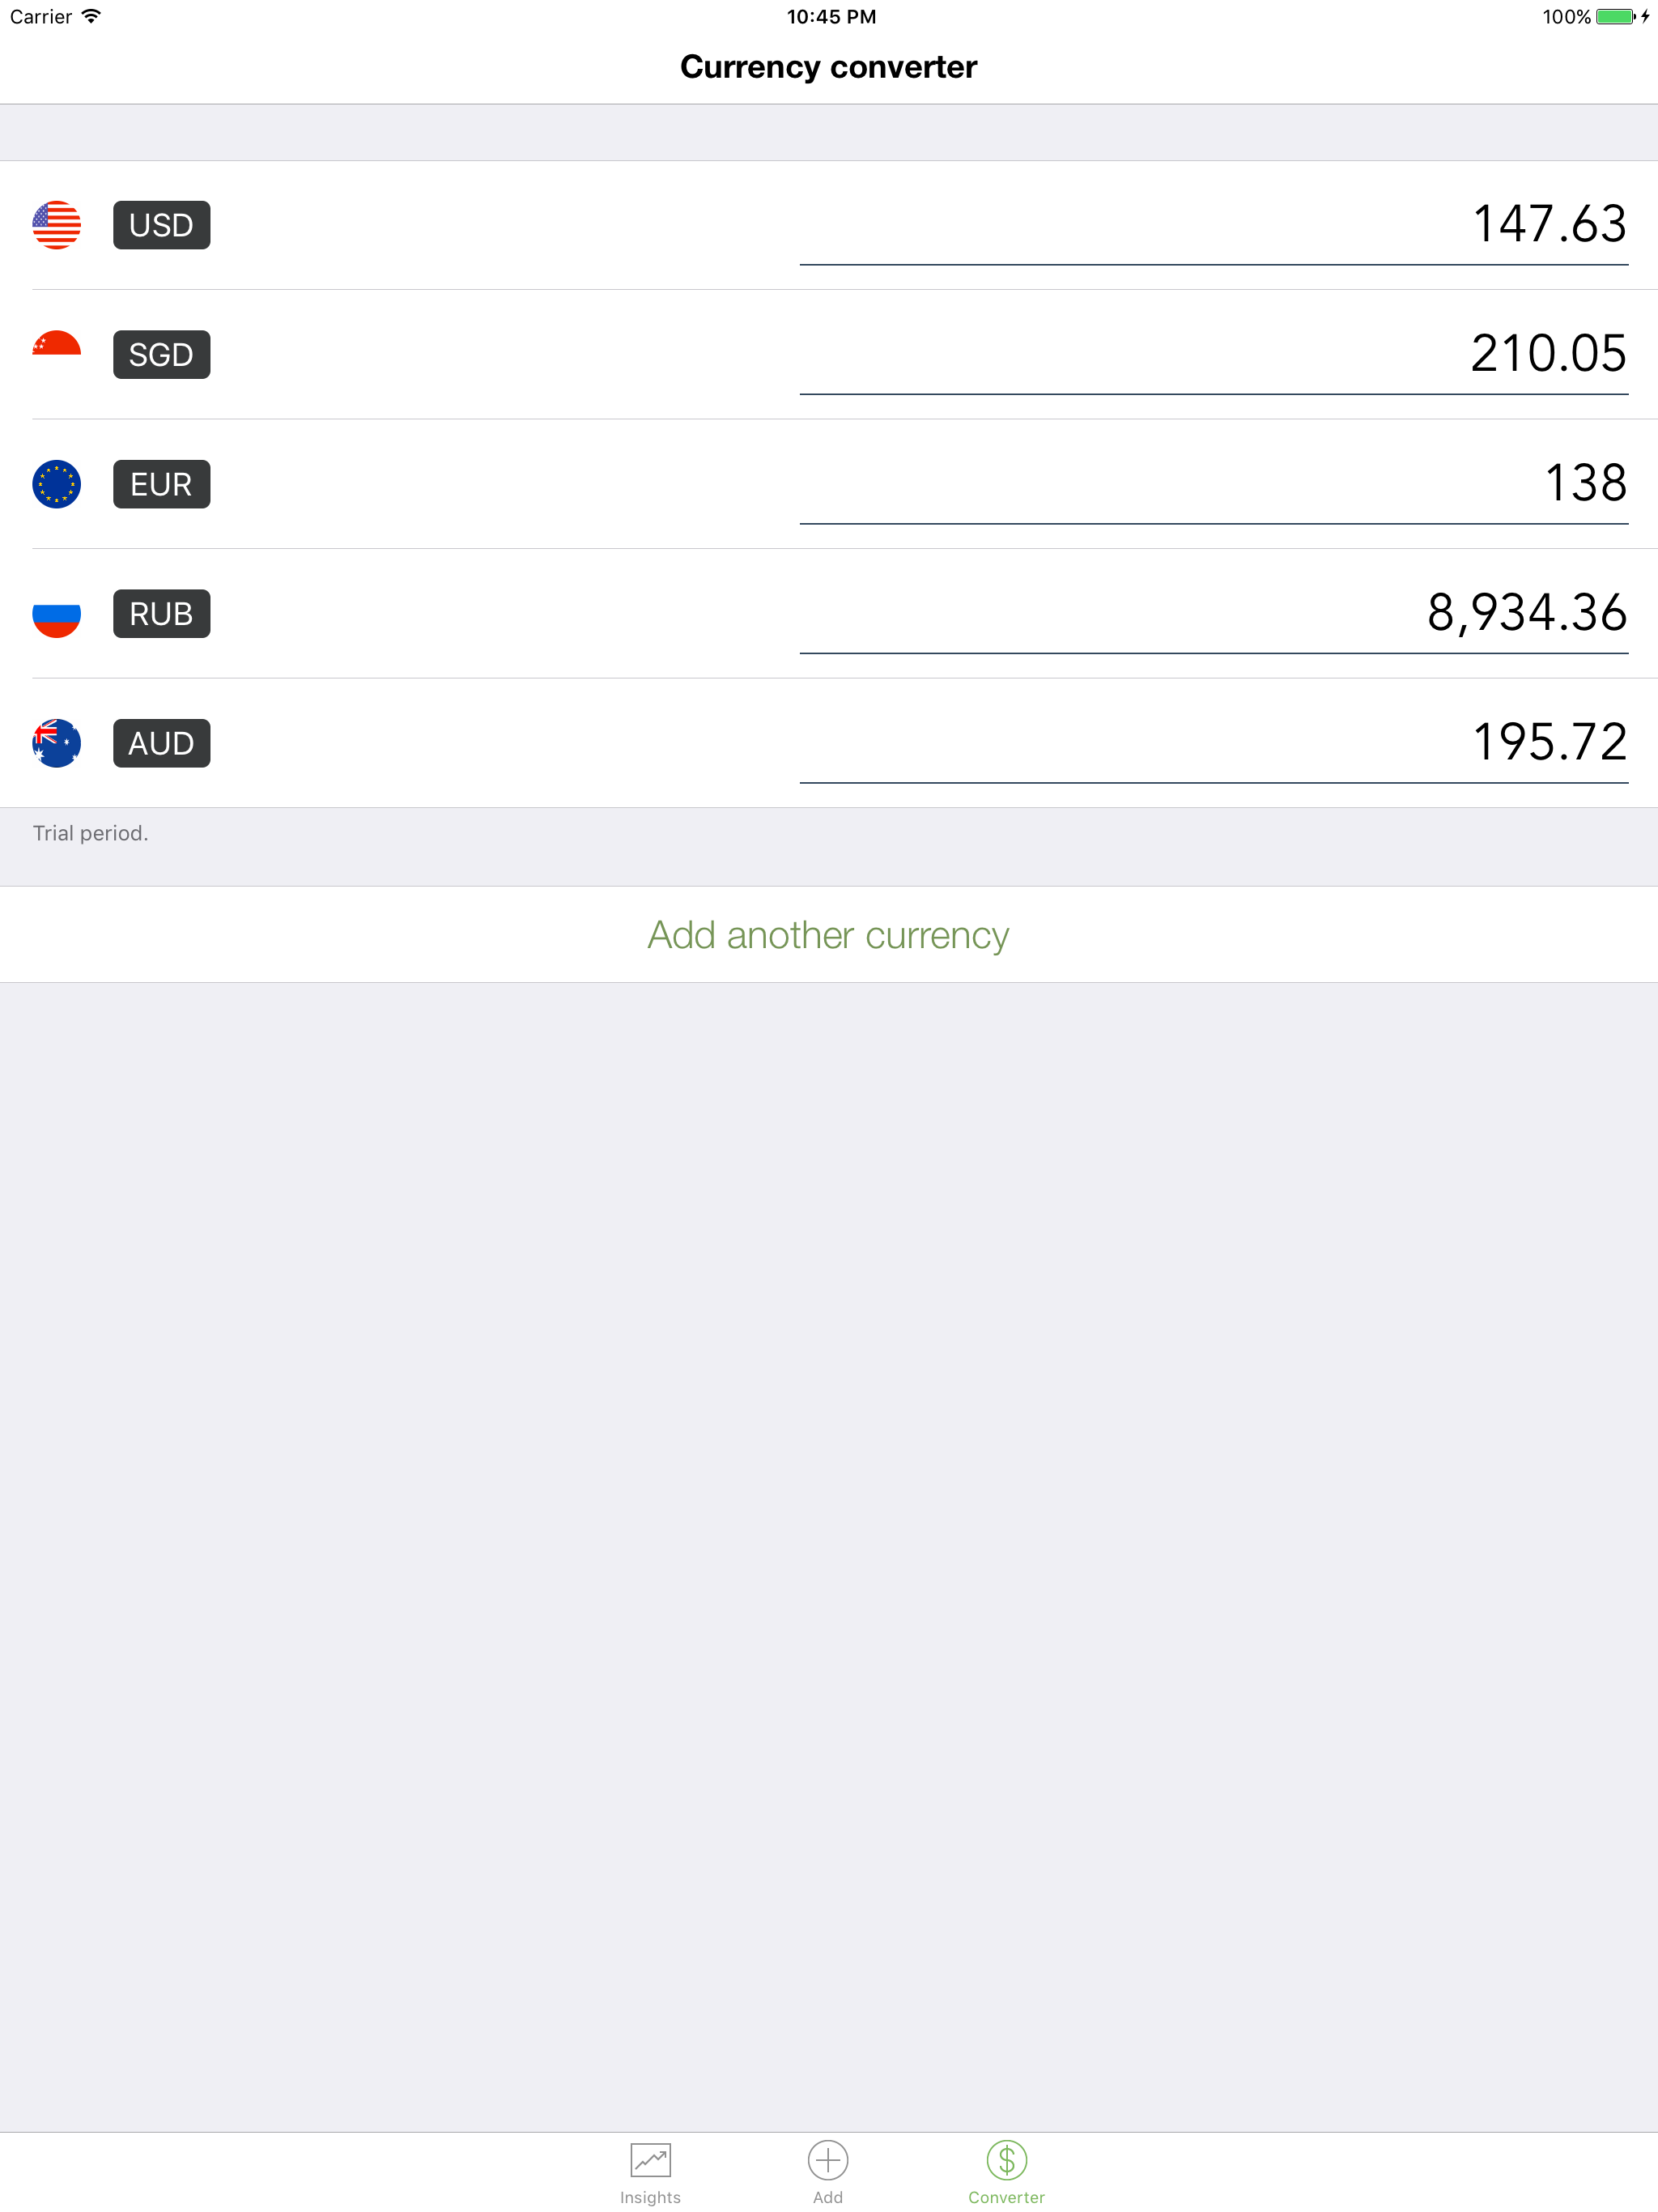 Carrier 10:45 PM 100%
Currency converter
USD 147.63
SGD 210.05
EUR 138
RUB 8,934.36
AUD 195.72
Trial period.
Add another currency
Insights Add Converter